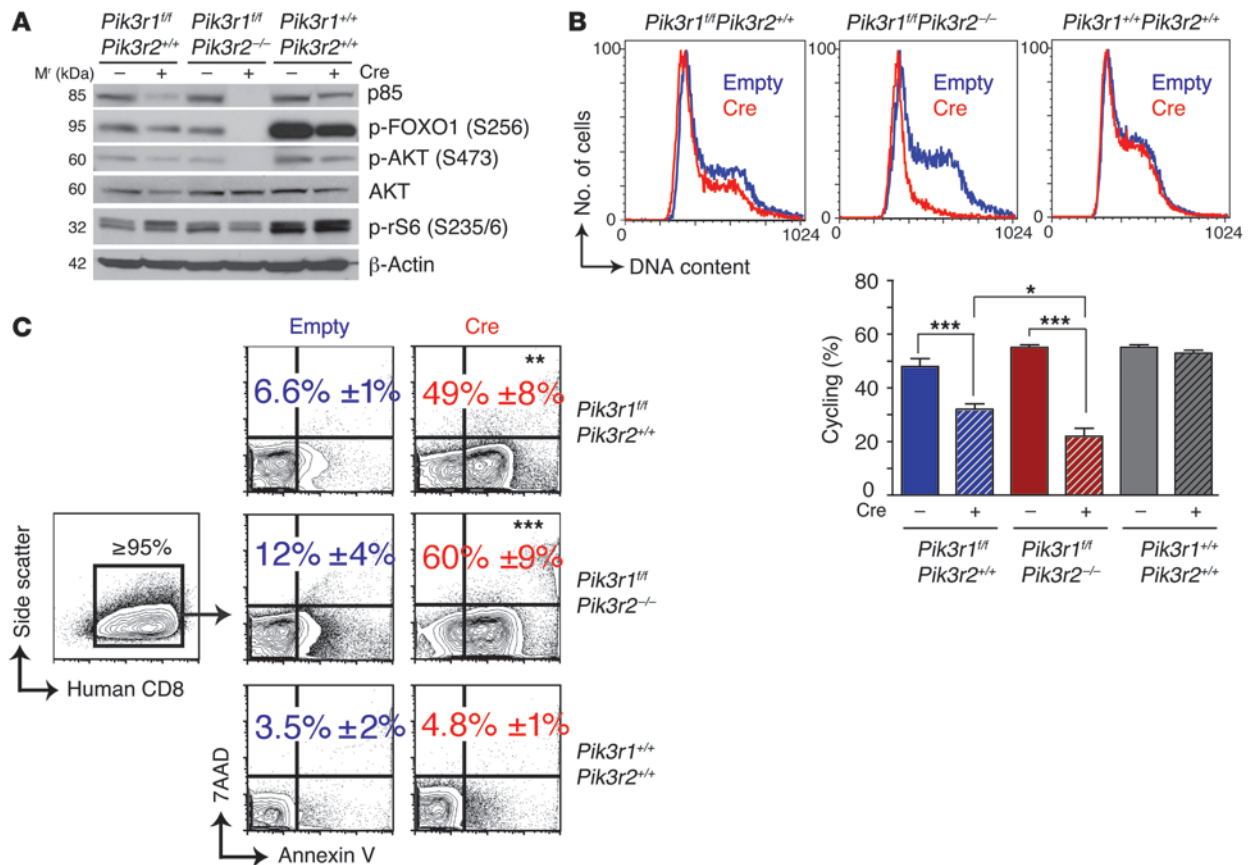 A
Pik3r1f/f Pik3r1f/f Pik3r1+/+
Pik3r2+/+ Pik3r2–/– Pik3r2+/+
Mr (kDa) – + – + – + Cre
85 p85
95 p-FOXO1 (S256)
60 p-AKT (S473)
60 AKT
32 p-rS6 (S235/6)
42 β-Actin
B
Pik3r1f/fPik3r2+/+ Pik3r1f/fPik3r2–/– Pik3r1+/+Pik3r2+/+
100 100 100
Empty Empty Empty
Cre Cre Cre
No. of cells
0 1024 0 1024 0 1024
DNA content
80
60
40
20
0
Cycling (%)
*
*** ***
Cre – + – + – +
Pik3r1f/f Pik3r1f/f Pik3r1+/+
Pik3r2+/+ Pik3r2–/– Pik3r2+/+
C
Empty Cre
**
6.6% ±1% 49% ±8%
Pik3r1f/f
Pik3r2+/+
***
≥95%
12% ±4% 60% ±9%
Pik3r1f/f
Pik3r2–/–
Side scatter
Human CD8
3.5% ±2% 4.8% ±1%
Pik3r1+/+
Pik3r2+/+
7AAD
Annexin V